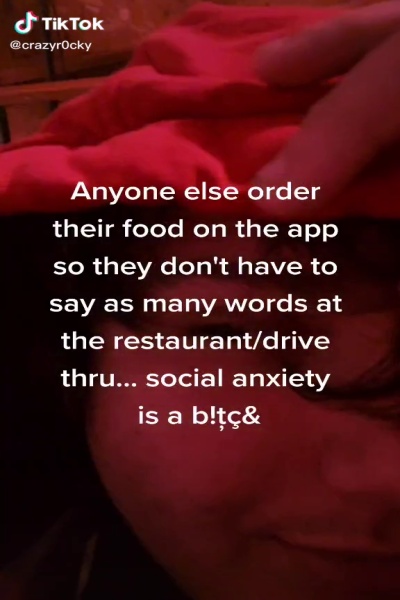 TikTok
@crazyr0cky
Anyone else order
their food on the app
so they don't have to
say as many words at
the restaurant/drive
thru... social anxiety
is a b!țç&